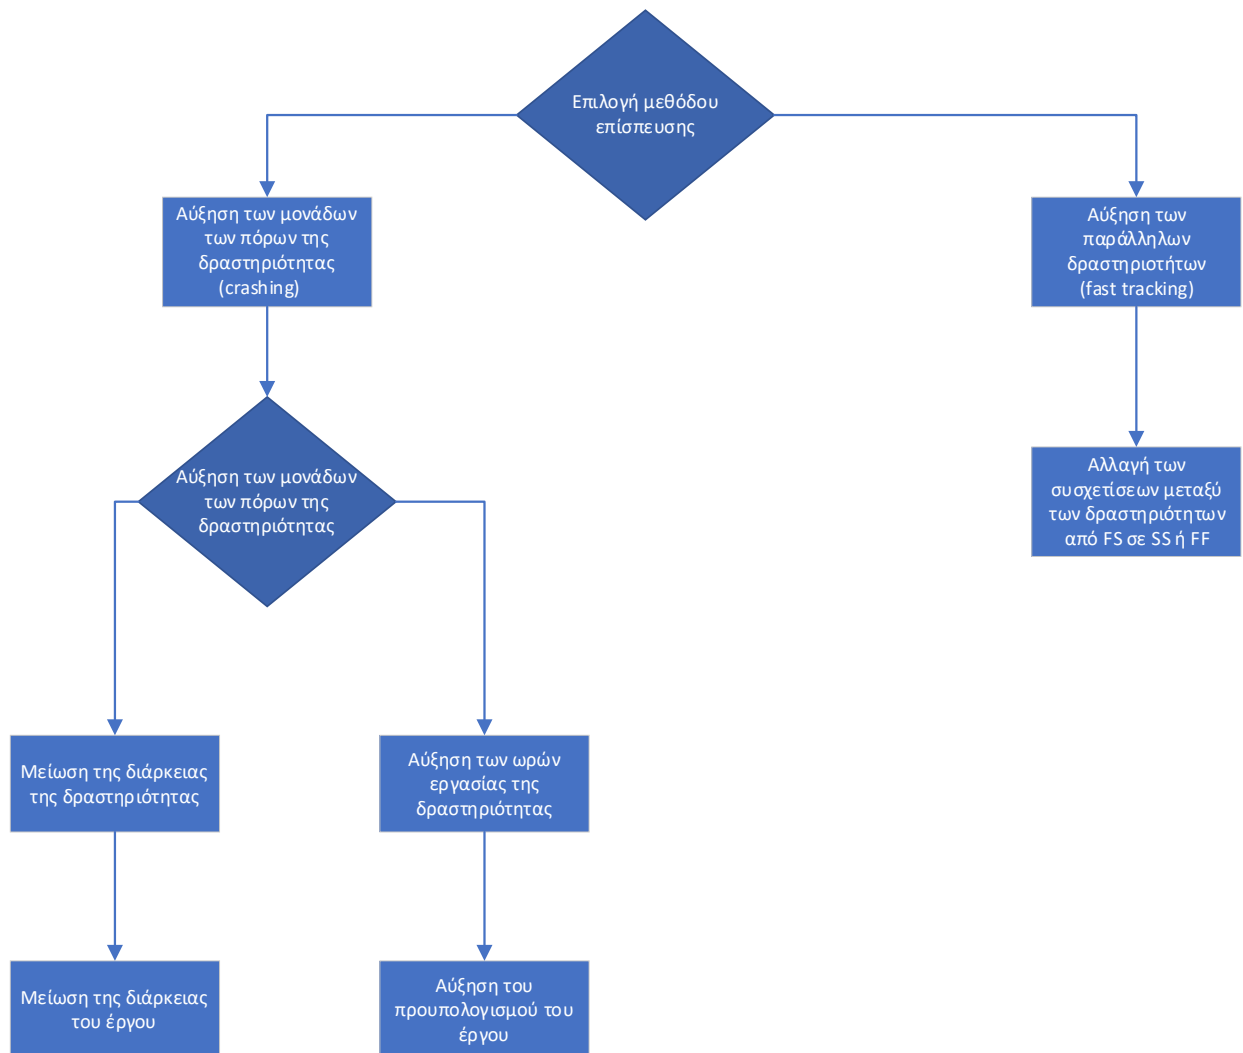 Επιλογή μεθόδου
επίσπευσης
Αύξηση των μονάδων
των πόρων της
δραστηριότητας
(crashing)
Αύξηση των
παράλληλων
δραστηριοτήτων
(fast tracking)
Αύξηση των μονάδων
των πόρων της
δραστηριότητας
Αλλαγή των
συσχετίσεων μεταξύ
των δραστηριότητων
από FS σε SS ή FF
Μείωση της διάρκειας
της δραστηριότητας
Αύξηση των ωρών
εργασίας της
δραστηριότητας
Μείωση της διάρκειας
του έργου
Αύξηση του
προυπολογισμού του
έργου